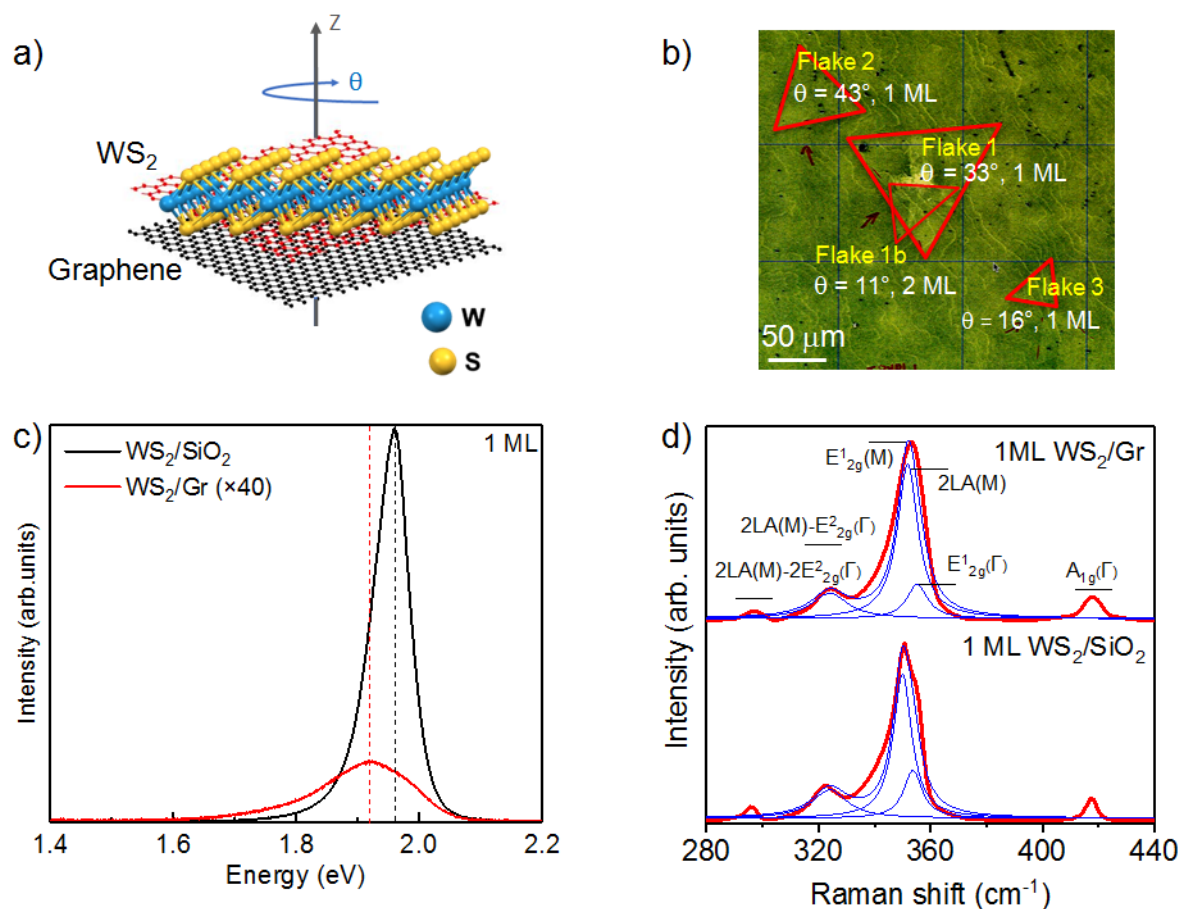 a)
Z
θ
WS₂
Graphene
W
S
b)
Flake 2
θ = 43°, 1 ML
Flake 1
θ = 33°, 1 ML
Flake 1b
θ = 11°, 2 ML
Flake 3
θ = 16°, 1 ML
50 μm
c)
WS₂/SiO₂
WS₂/Gr (×40)
1 ML
Intensity (arb.units)
1.4 1.6 1.8 2.0 2.2
Energy (eV)
d)
1ML WS₂/Gr
E¹₂g(M)
2LA(M)
2LA(M)-E²₂g(Γ)
2LA(M)-2E²₂g(Γ)
E¹₂g(Γ)
A₁g(Γ)
1 ML WS₂/SiO₂
Intensity (arb. units)
280 320 360 400 440
Raman shift (cm⁻¹)